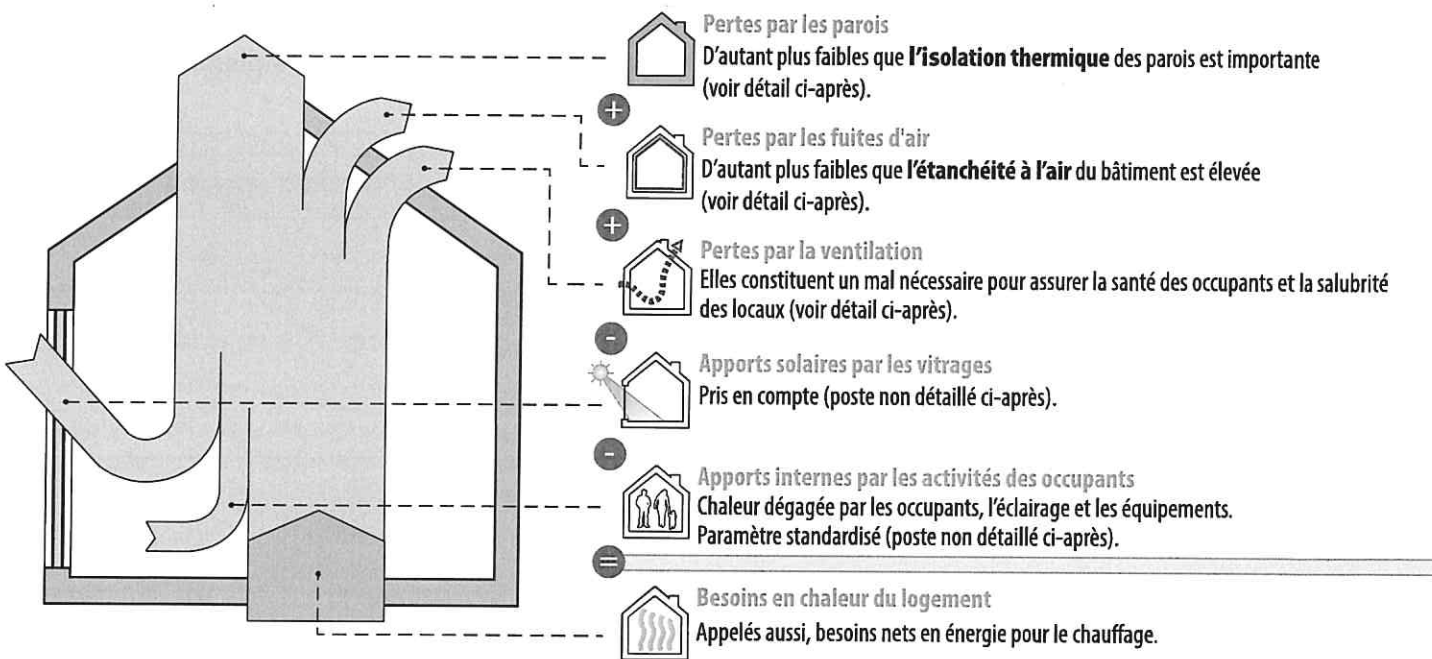 Pertes par les parois
D'autant plus faibles que l'isolation thermique des parois est importante
(voir détail ci-après).
+
Pertes par les fuites d'air
D'autant plus faibles que l'étanchéité à l'air du bâtiment est élevée
(voir détail ci-après).
+
Pertes par la ventilation
Elles constituent un mal nécessaire pour assurer la santé des occupants et la salubrité
des locaux (voir détail ci-après).
-
Apports solaires par les vitrages
Pris en compte (poste non détaillé ci-après).
-
Apports internes par les activités des occupants
Chaleur dégagée par les occupants, l'éclairage et les équipements.
Paramètre standardisé (poste non détaillé ci-après).
=
Besoins en chaleur du logement
Appelés aussi, besoins nets en énergie pour le chauffage.